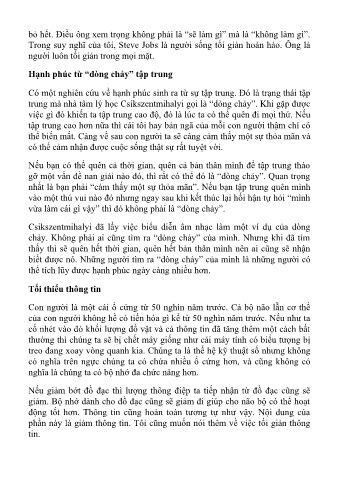 bỏ hết. Điều ông xem trọng không phải là “sẽ làm gì” mà là “không làm gì”.
Trong suy nghĩ của tôi, Steve Jobs là người sống tối giản hoàn hảo. Ông là
người luôn tối giản trong mọi mặt.
Hạnh phúc từ “dòng chảy” tập trung
Có một nghiên cứu về hạnh phúc sinh ra từ sự tập trung. Đó là trạng thái tập
trung mà nhà tâm lý học Csikszentmihalyi gọi là “dòng chảy”. Khi gặp được
việc gì đó khiến ta tập trung cao độ, đó là lúc ta có thể quên đi mọi thứ. Nếu
tập trung cao hơn nữa thì cái tôi hay bản ngã của mỗi con người thậm chí có
thể biến mất. Càng về sau con người ta sẽ càng cảm thấy một sự thỏa mãn và
có thể cảm nhận được cuộc sống thật sự rất tuyệt vời.
Nếu bạn có thể quên cả thời gian, quên cả bản thân mình để tập trung tháo
gỡ một vấn đề nan giải nào đó, thì rất có thể đó là “dòng chảy”. Quan trọng
nhất là bạn phải “cảm thấy một sự thỏa mãn”. Nếu bạn tập trung quên mình
vào một thú vui nào đó nhưng ngay sau khi kết thúc lại hối hận tự hỏi “mình
vừa làm cái gì vậy” thì đó không phải là “dòng chảy”.
Csikszentmihalyi đã lấy việc biểu diễn âm nhạc làm một ví dụ của dòng
chảy. Không phải ai cũng tìm ra “dòng chảy” của mình. Nhưng khi đã tìm
thấy thì sẽ quên hết thời gian, quên hết bản thân mình nên ai cũng sẽ nhận
biết được nó. Những người tìm ra “dòng chảy” của mình là những người có
thể tích lũy được hạnh phúc ngày càng nhiều hơn.
Tối thiểu thông tin
Con người là một cái ổ cứng từ 50 nghìn năm trước. Cả bộ não lẫn cơ thể
của con người không hề có tiến hóa gì kể từ 50 nghìn năm trước. Nếu như ta
cố nhét vào đó khối lượng đồ vật và cả thông tin đã tăng thêm một cách bất
thường thì chúng ta sẽ bị chết máy giống như cái máy tính có biểu tượng bị
treo đang xoay vòng quanh kia. Chúng ta là thế hệ kỹ thuật số nhưng không
có nghĩa trên ngực chúng ta có chứa nhiều ổ cứng hơn, và cũng không có
nghĩa là chúng ta có bộ nhớ đa chức năng hơn.
Nếu giảm bớt đồ đạc thì lượng thông điệp ta tiếp nhận từ đồ đạc cũng sẽ
giảm. Bộ nhớ dành cho đồ đạc cũng sẽ giảm đi giúp cho não bộ có thể hoạt
động tốt hơn. Thông tin cũng hoàn toàn tương tự như vậy. Nội dung của
phần này là giảm thông tin. Tôi cũng muốn nói thêm về việc tối giản thông
tin.